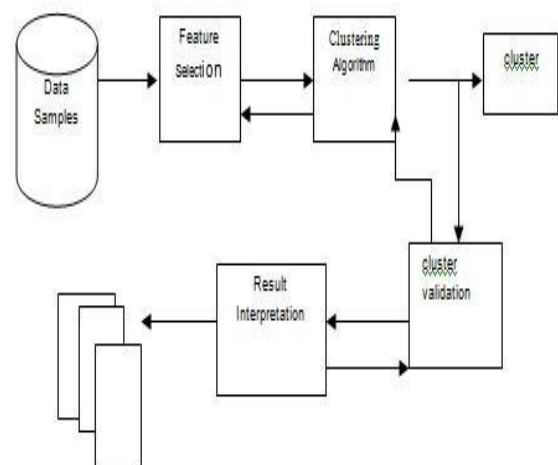 Data
Samples
Feature
Selection
Clustering
Algorithm
cluster
cluster
validation
Result
Interpretation